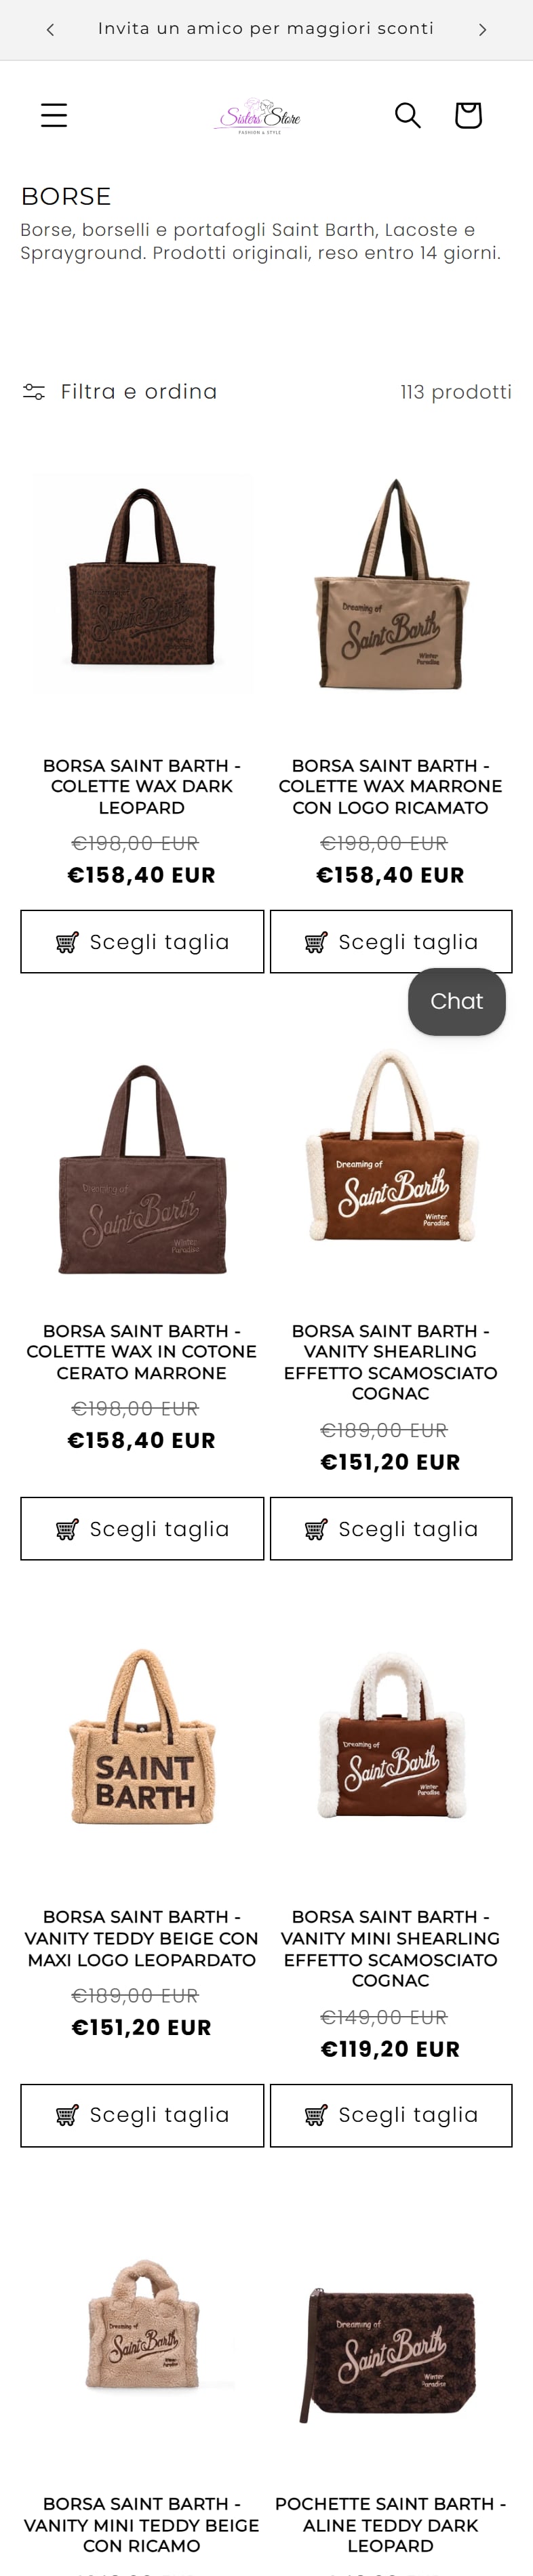 Invita un amico per maggiori sconti
Sisters Store
FASHION & STYLE
BORSE
Borse, borselli e portafogli Saint Barth, Lacoste e
Sprayground. Prodotti originali, reso entro 14 giorni.
Filtra e ordina
113 prodotti
Saint Barth
Dreaming of
Saint Barth
Winter
Paradise
BORSA SAINT BARTH -
COLETTE WAX DARK
LEOPARD
€198,00 EUR
€158,40 EUR
Scegli taglia
BORSA SAINT BARTH -
COLETTE WAX MARRONE
CON LOGO RICAMATO
€198,00 EUR
€158,40 EUR
Scegli taglia
Chat
Dreaming of
Saint Barth
Winter
Paradise
Dreaming of
Saint Barth
Winter
Paradise
BORSA SAINT BARTH -
COLETTE WAX IN COTONE
CERATO MARRONE
€198,00 EUR
€158,40 EUR
Scegli taglia
BORSA SAINT BARTH -
VANITY SHEARLING
EFFETTO SCAMOSCIATO
COGNAC
€189,00 EUR
€151,20 EUR
Scegli taglia
SAINT
BARTH
Dreaming of
Saint Barth
Winter
Paradise
BORSA SAINT BARTH -
VANITY TEDDY BEIGE CON
MAXI LOGO LEOPARDATO
€189,00 EUR
€151,20 EUR
Scegli taglia
BORSA SAINT BARTH -
VANITY MINI SHEARLING
EFFETTO SCAMOSCIATO
COGNAC
€149,00 EUR
€119,20 EUR
Scegli taglia
Dreaming of
Saint Barth
Winter
Paradise
Dreaming of
Saint Barth
Winter
Paradise
BORSA SAINT BARTH -
VANITY MINI TEDDY BEIGE
CON RICAMO
POCHETTE SAINT BARTH -
ALINE TEDDY DARK
LEOPARD